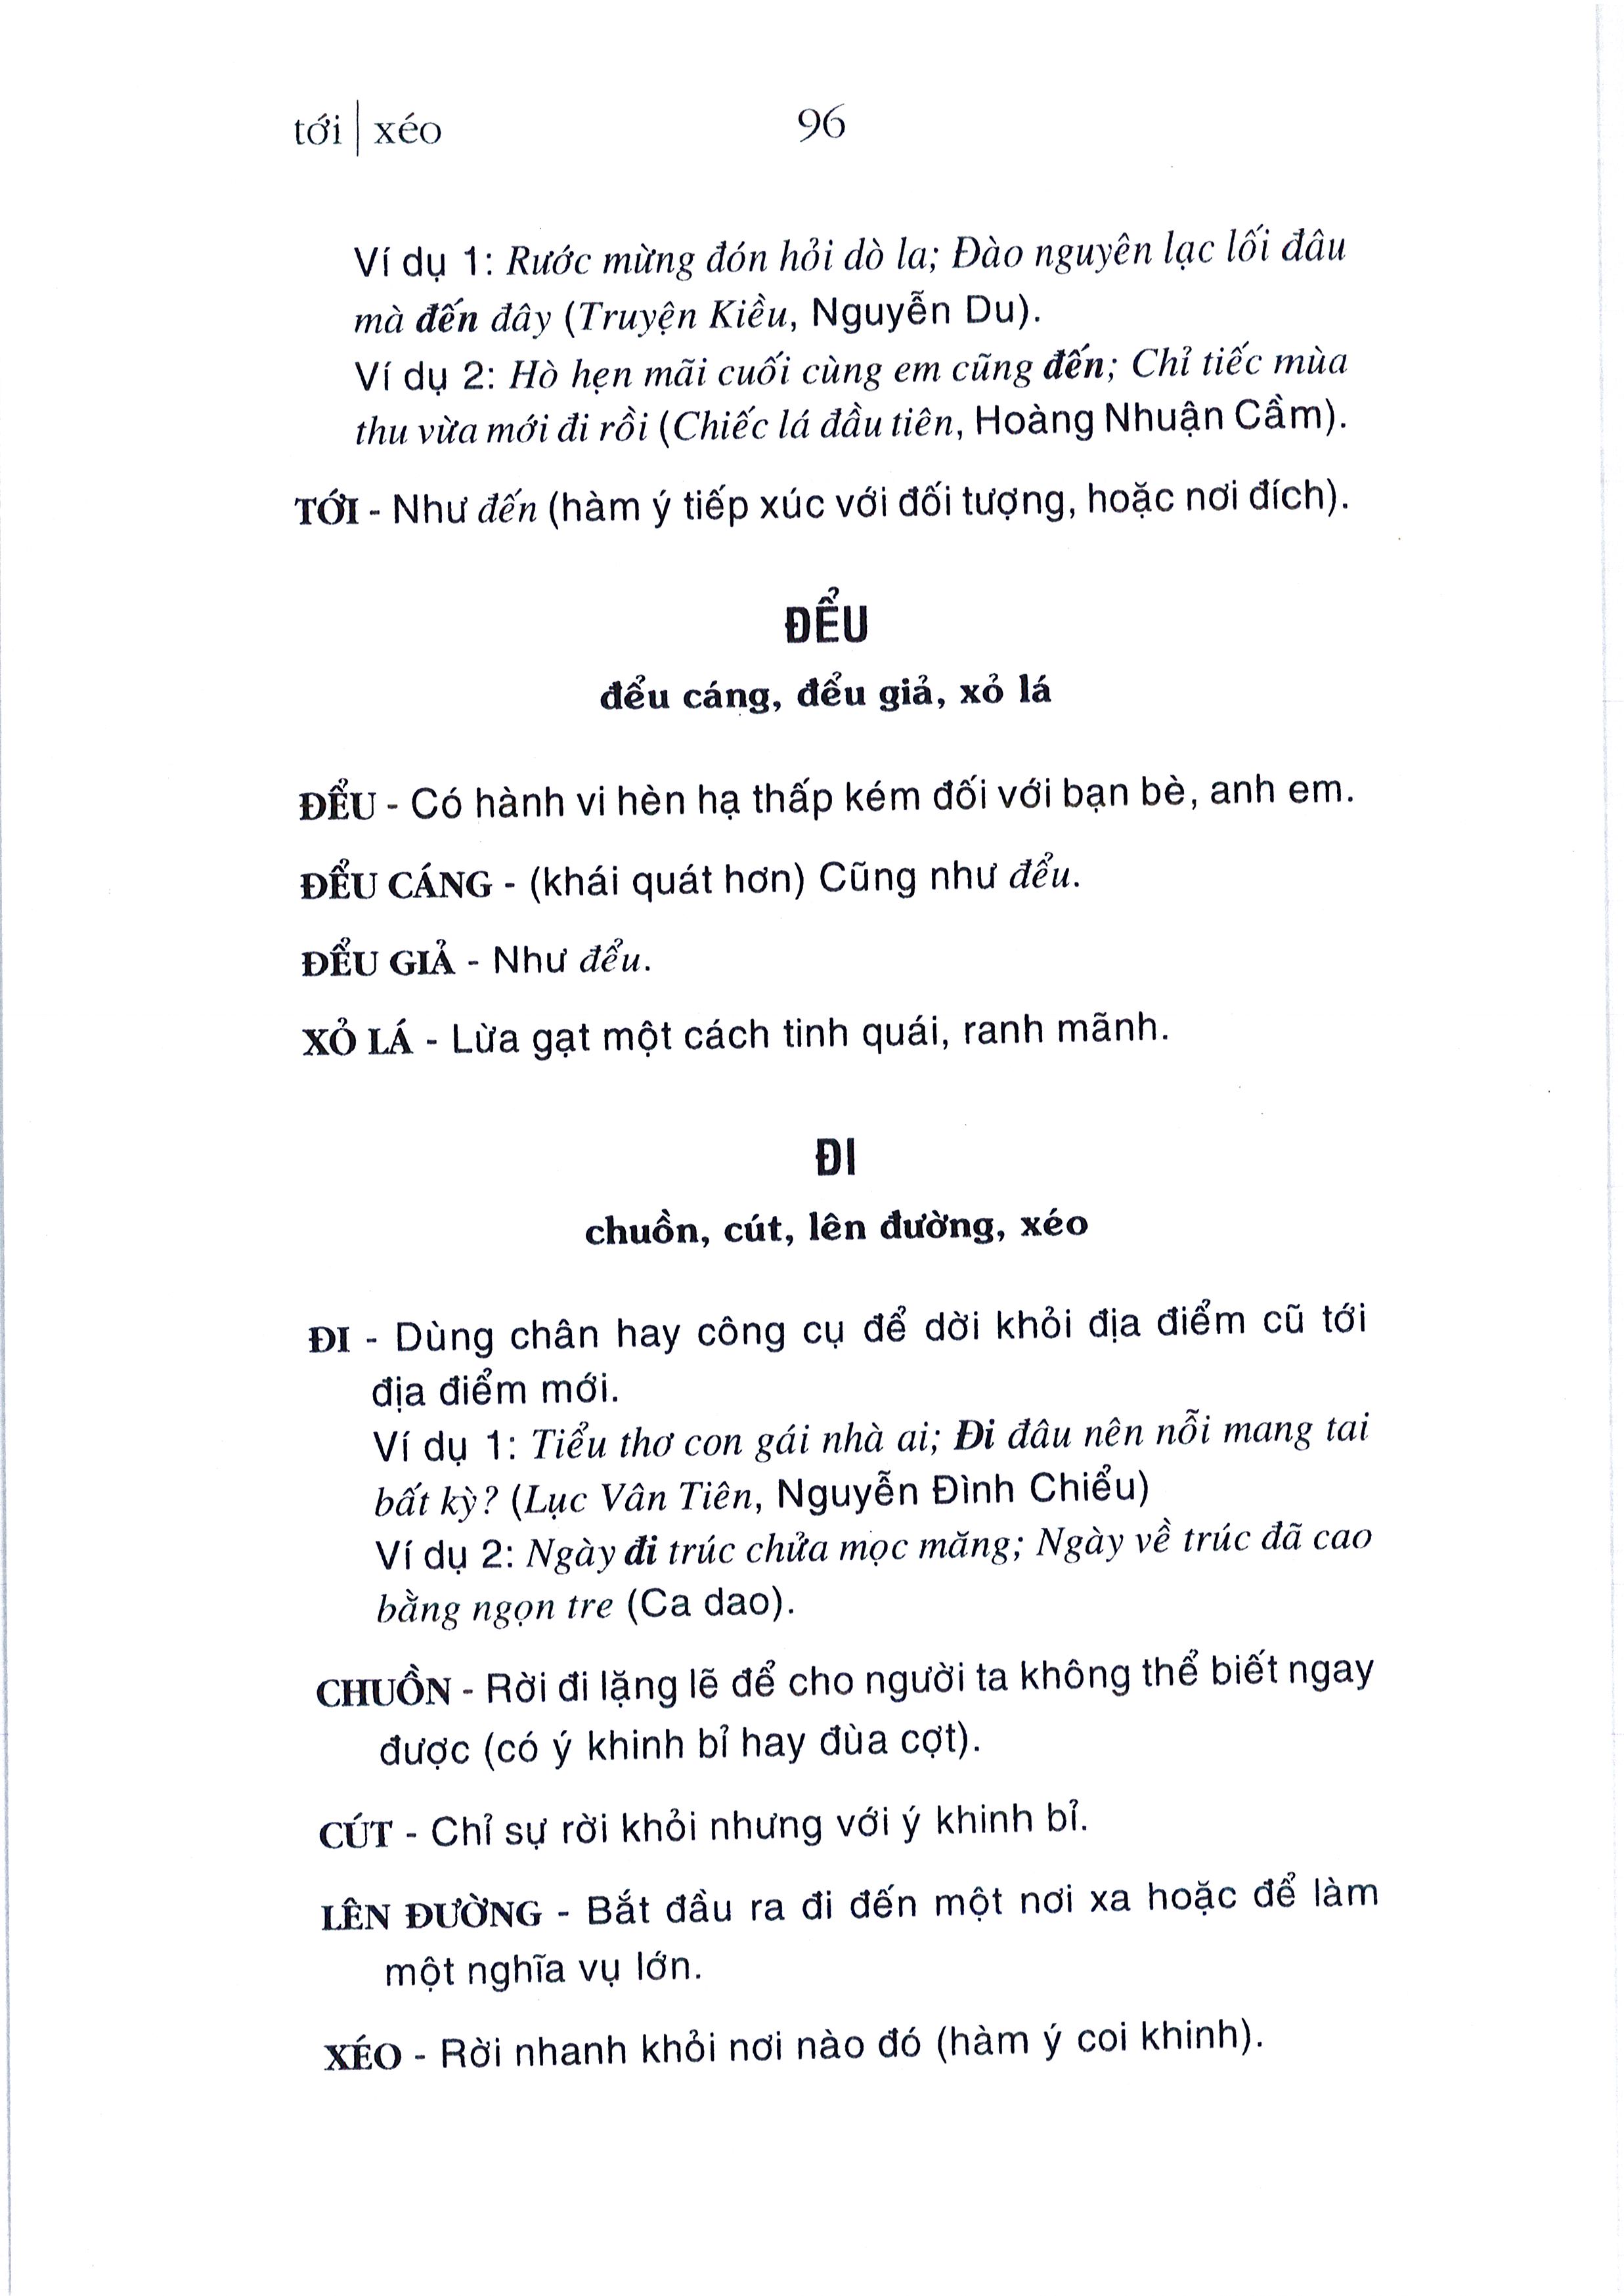 tới | xéo
96
Ví dụ 1: Rước mừng đón hỏi dò la; Đào nguyên lạc lối đâu
mà đến đây (Truyện Kiều, Nguyễn Du).
Ví dụ 2: Hò hẹn mãi cuối cùng em cũng đến; Chỉ tiếc mùa
thu vừa mới đi rồi (Chiếc lá đầu tiên, Hoàng Nhuận Cầm).
TỚI - Như đến (hàm ý tiếp xúc với đối tượng, hoặc nơi đích).
ĐỂU
đểu cáng, đểu giả, xỏ lá
ĐỂU - Có hành vi hèn hạ thấp kém đối với bạn bè, anh em.
ĐỂU CÁNG - (khái quát hơn) Cũng như đểu.
ĐỂU GIẢ - Như đểu.
XỎ LÁ - Lừa gạt một cách tinh quái, ranh mãnh.
ĐI
chuồn, cút, lên đường, xéo
ĐI - Dùng chân hay công cụ để dời khỏi địa điểm cũ tới
địa điểm mới.
Ví dụ 1: Tiểu thơ con gái nhà ai; Đi đâu nên nỗi mang tai
bất kỳ? (Lục Vân Tiên, Nguyễn Đình Chiểu)
Ví dụ 2: Ngày đi trúc chửa mọc măng; Ngày về trúc đã cao
bằng ngọn tre (Ca dao).
CHUỒN - Rời đi lặng lẽ để cho người ta không thể biết ngay
được (có ý khinh bỉ hay đùa cợt).
CÚT - Chỉ sự rời khỏi nhưng với ý khinh bỉ.
LÊN ĐƯỜNG - Bắt đầu ra đi đến một nơi xa hoặc để làm
một nghĩa vụ lớn.
XÉO - Rời nhanh khỏi nơi nào đó (hàm ý coi khinh).